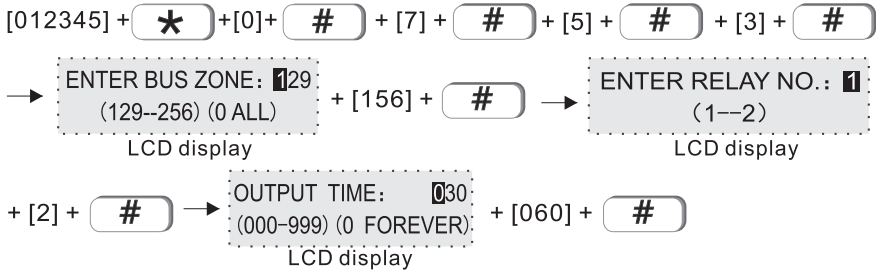 [012345] + * +[0]+ # + [7] + # + [5] + # + [3] + #
→ ENTER BUS ZONE: 129 + [156] + # → ENTER RELAY NO.: 1
(129--256) (0 ALL) (1--2)
LCD display LCD display
+ [2] + # → OUTPUT TIME: 030 + [060] + #
(000-999) (0 FOREVER)
LCD display